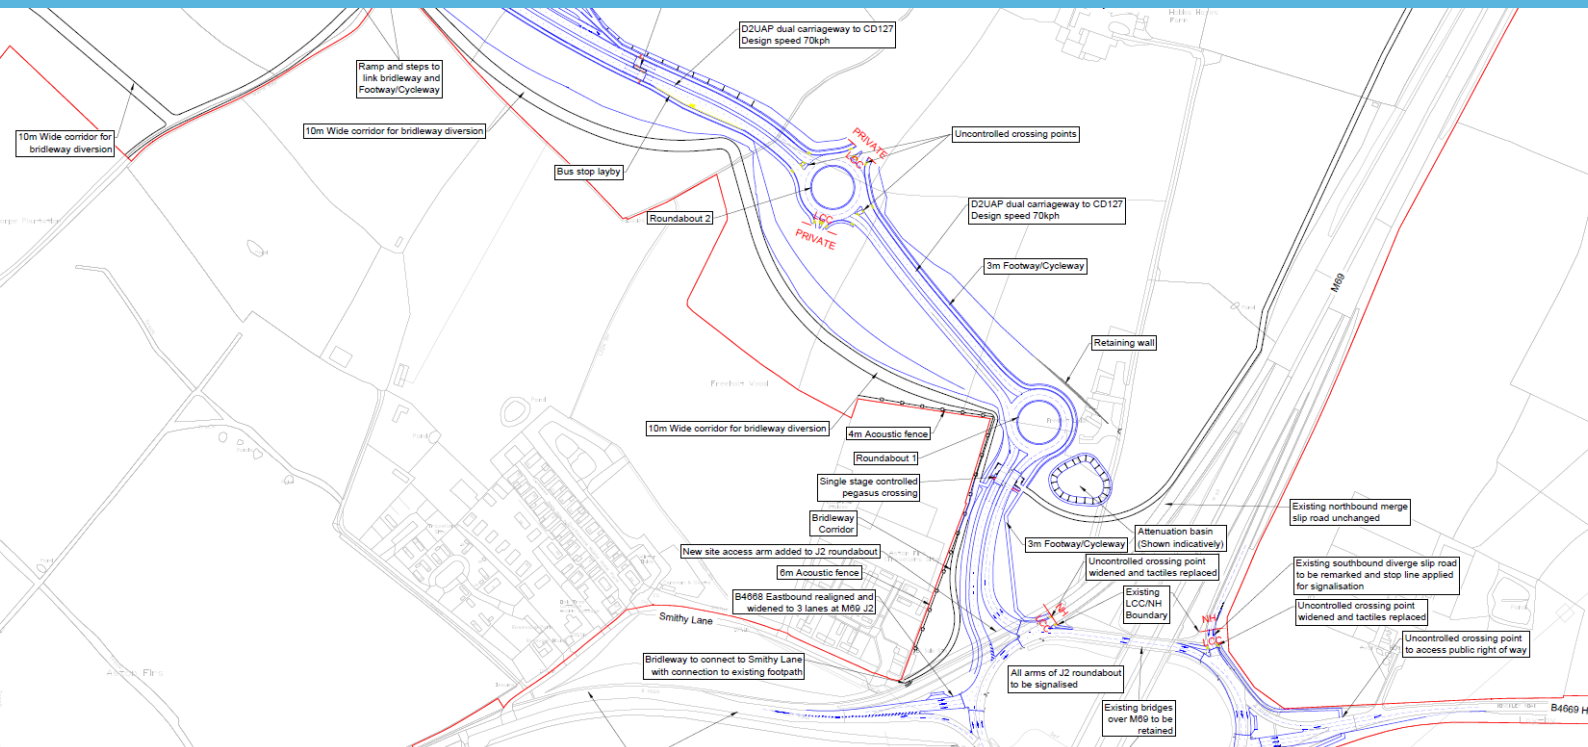 D2UAP dual carriageway to CD127
Design speed 70kph
Ramp and steps to
link bridleway and
Footway/Cycleway
10m Wide corridor for
bridleway diversion
10m Wide corridor for bridleway diversion
Bus stop layby
Uncontrolled crossing points
PRIVATE
LCC
Roundabout 2
LCC
PRIVATE
D2UAP dual carriageway to CD127
Design speed 70kph
3m Footway/Cycleway
M69
Retaining wall
10m Wide corridor for bridleway diversion
4m Acoustic fence
Roundabout 1
Single stage controlled
pegasus crossing
Bridleway
Corridor
New site access arm added to J2 roundabout
6m Acoustic fence
B4668 Eastbound realigned and
widened to 3 lanes at M69 J2
Smithy Lane
Bridleway to connect to Smithy Lane
with connection to existing footpath
Existing northbound merge
slip road unchanged
Attenuation basin
(Shown indicatively)
3m Footway/Cycleway
Uncontrolled crossing point
widened and tactiles replaced
Existing
LCC/NH
Boundary
NH
LCC
NH
LCC
Existing southbound diverge slip road
to be remarked and stop line applied
for signalisation
Uncontrolled crossing point
widened and tactiles replaced
Uncontrolled crossing point
to access public right of way
All arms of J2 roundabout
to be signalised
Existing bridges
over M69 to be
retained
B4669 H
Freeholt Wood
Aston Firs
Pond
Pond
Pond